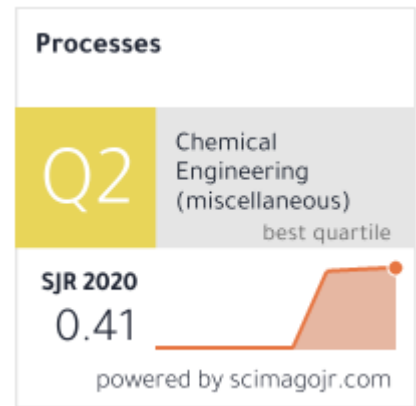 Processes
Q2
Chemical
Engineering
(miscellaneous)
best quartile
SJR 2020
0.41
powered by scimagojr.com